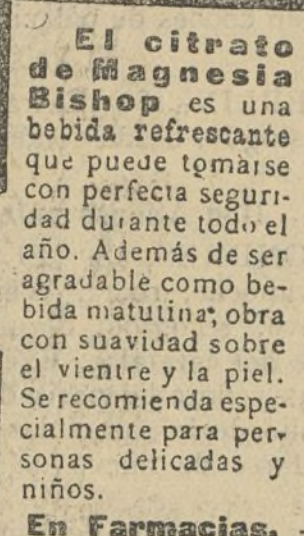 El citrato
de Magnesia
Bishop es una
bebida refrescante
que puede tomarse
con perfecta seguri-
dad durante todo el
año. Además de ser
agradable como be-
bida matutina, obra
con suavidad sobre
el vientre y la piel.
Se recomienda espe-
cialmente para per-
sonas delicadas y
niños.
En Farmacias.